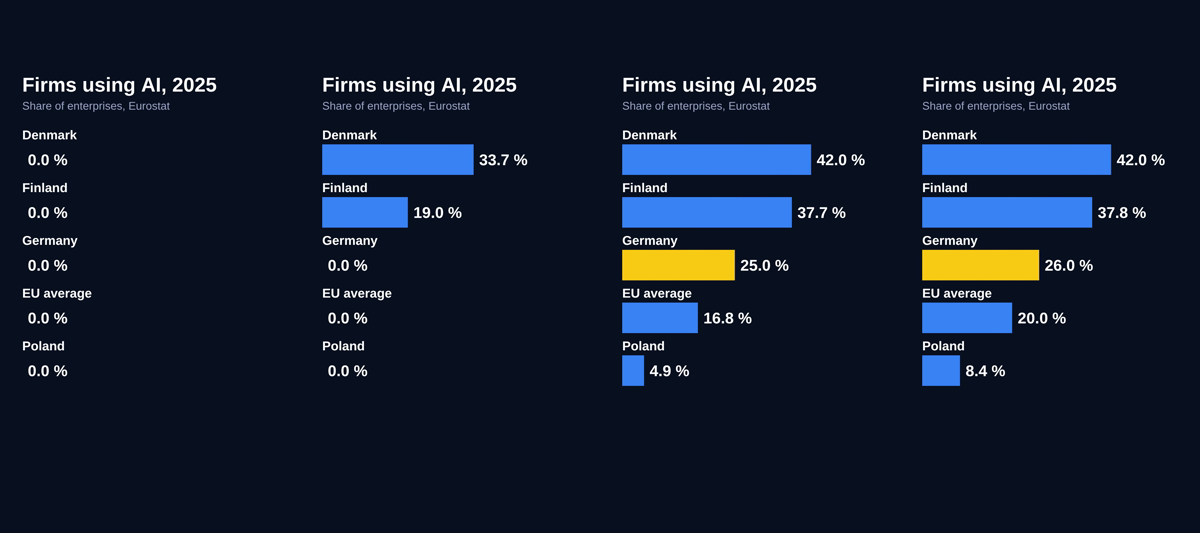 Firms using AI, 2025
Share of enterprises, Eurostat
Denmark
0.0 %
Finland
0.0 %
Germany
0.0 %
EU average
0.0 %
Poland
0.0 %
Firms using AI, 2025
Share of enterprises, Eurostat
Denmark
33.7 %
Finland
19.0 %
Germany
0.0 %
EU average
0.0 %
Poland
0.0 %
Firms using AI, 2025
Share of enterprises, Eurostat
Denmark
42.0 %
Finland
37.7 %
Germany
25.0 %
EU average
16.8 %
Poland
4.9 %
Firms using AI, 2025
Share of enterprises, Eurostat
Denmark
42.0 %
Finland
37.8 %
Germany
26.0 %
EU average
20.0 %
Poland
8.4 %